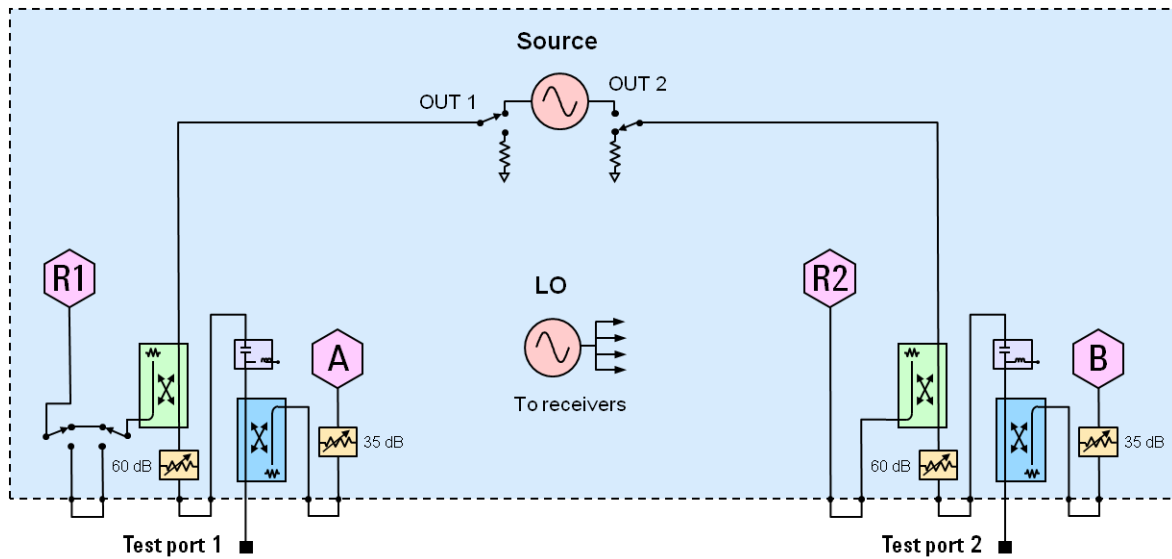 Source
OUT 1
OUT 2
R1
LO
R2
A
B
To receivers
35 dB
35 dB
60 dB
60 dB
Test port 1
Test port 2